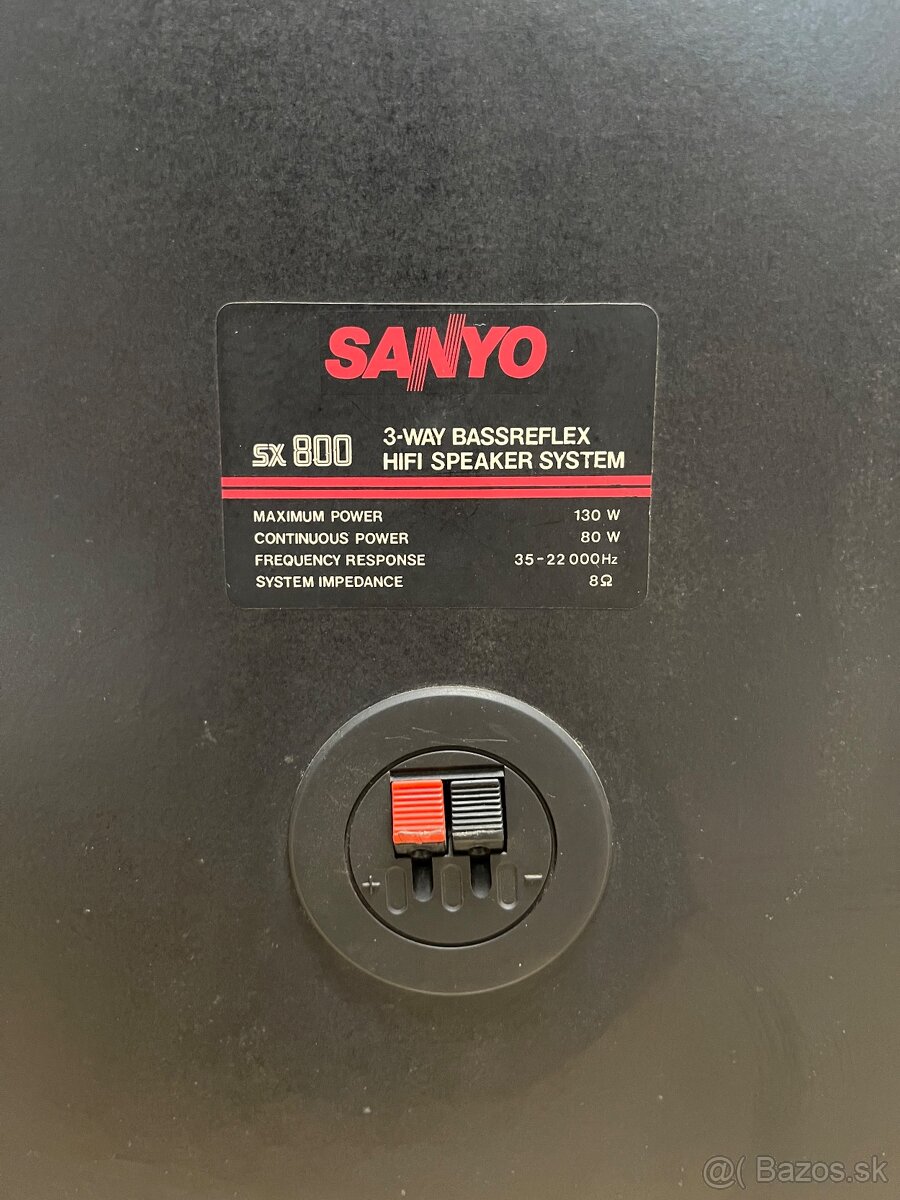 SANYO
SX 800
3-WAY BASSREFLEX
HIFI SPEAKER SYSTEM
MAXIMUM POWER 130 W
CONTINUOUS POWER 80 W
FREQUENCY RESPONSE 35-22 000Hz
SYSTEM IMPEDANCE 8Ω
+ −
@( Bazos.sk